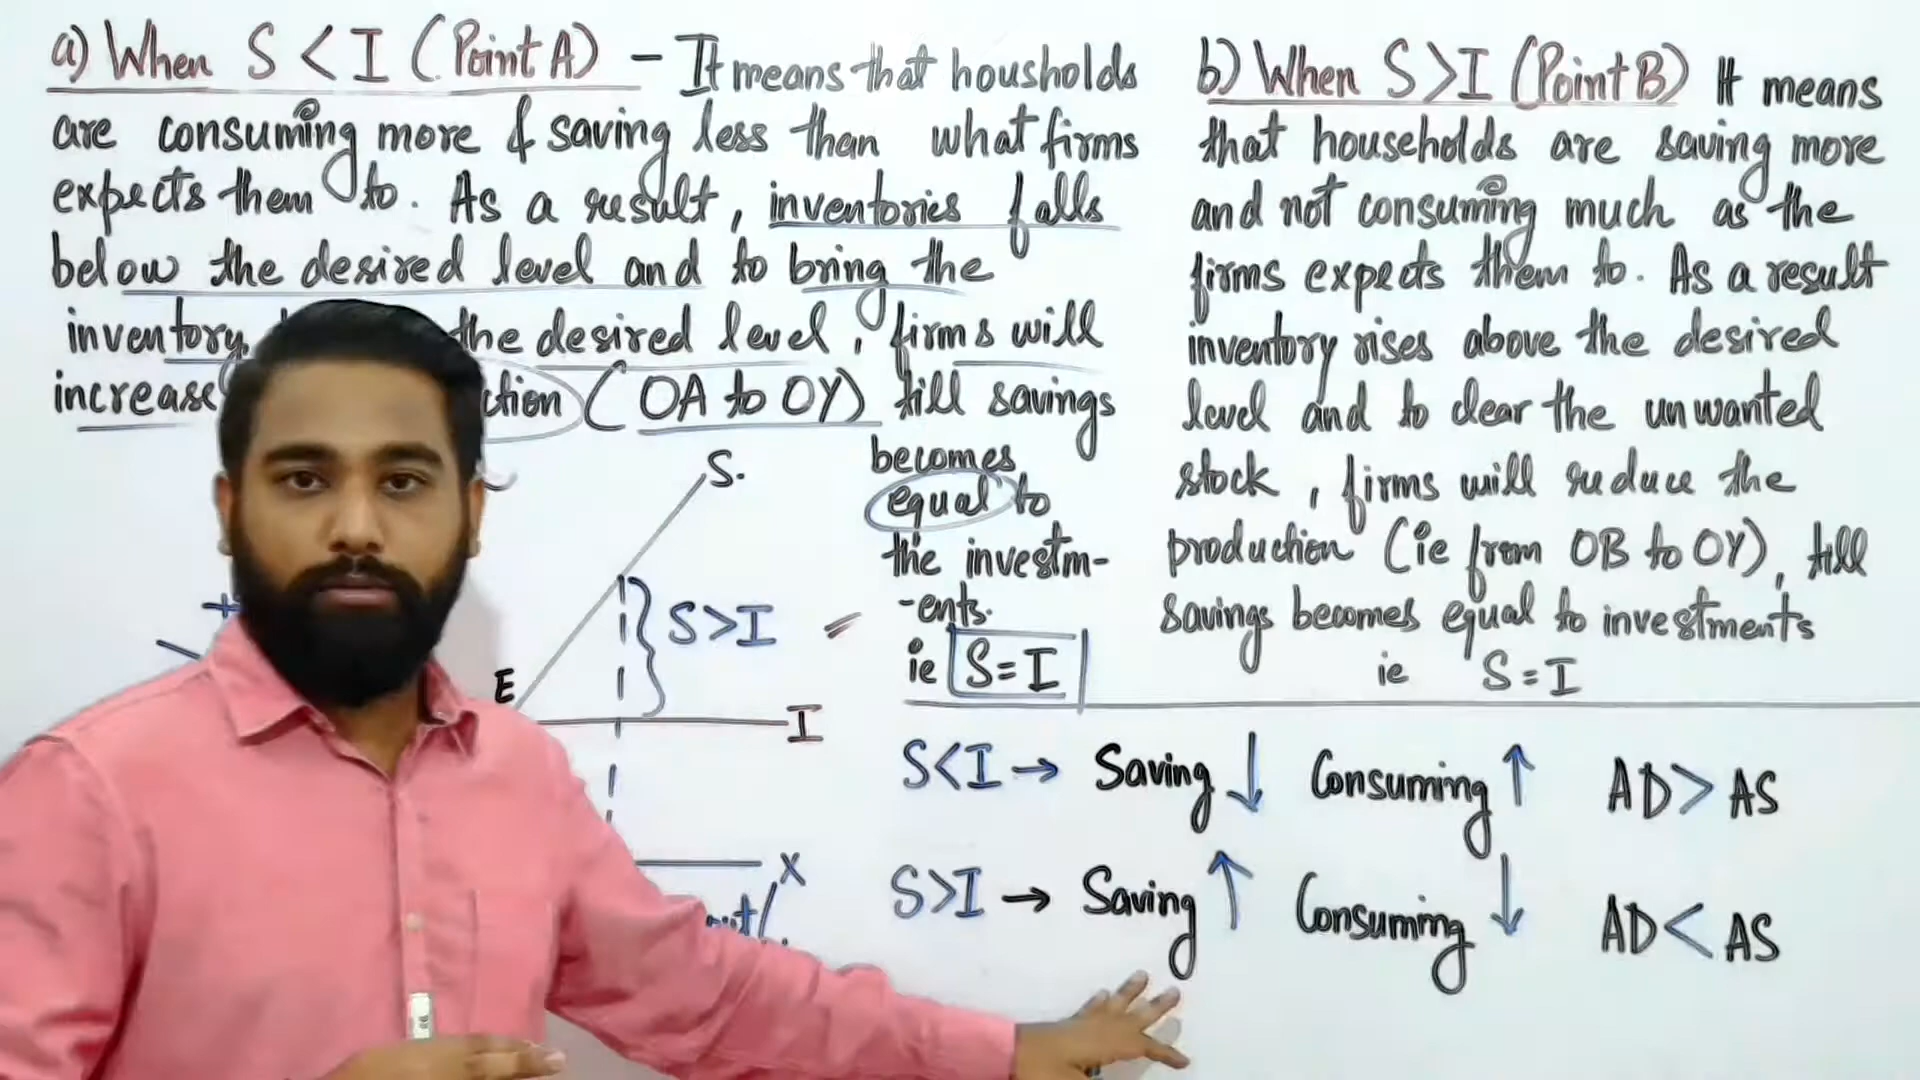 a) When S < I (Point A) - It means that housholds
are consuming more & saving less than what firms
expects them to. As a result, inventories falls
below the desired level and to bring the
inventory the desired level, firms will
increase ction (OA to OY) till savings
becomes
equal to
the investm-
-ents.
ie S=I
S.
S>I
E
I
X
b) When S>I (Point B) It means
that households are saving more
and not consuming much as the
firms expects them to. As a result
inventory rises above the desired
level and to clear the unwanted
stock, firms will reduce the
production (ie from OB to OY), till
savings becomes equal to investments
ie S=I
S<I → Saving ↓ Consuming ↑ AD > AS
S>I → Saving ↑ Consuming ↓ AD < AS